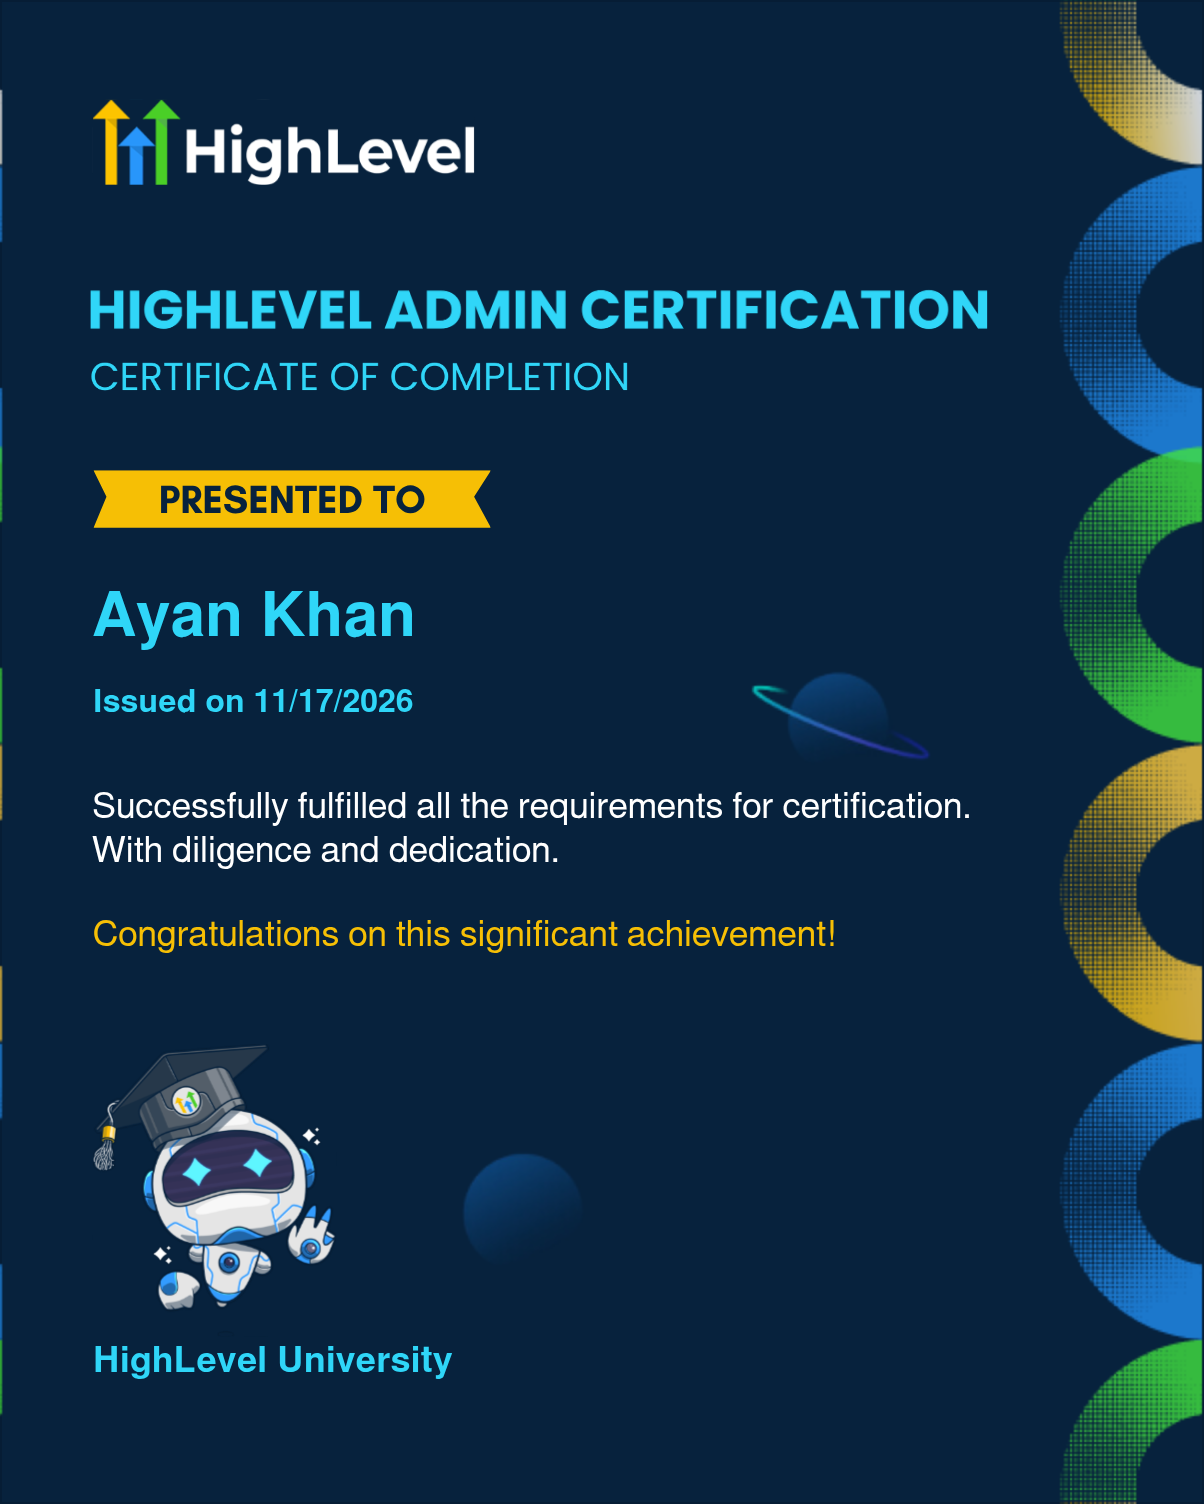 HighLevel
HIGHLEVEL ADMIN CERTIFICATION
CERTIFICATE OF COMPLETION
PRESENTED TO
Ayan Khan
Issued on 11/17/2026
Successfully fulfilled all the requirements for certification.
With diligence and dedication.
Congratulations on this significant achievement!
HighLevel University